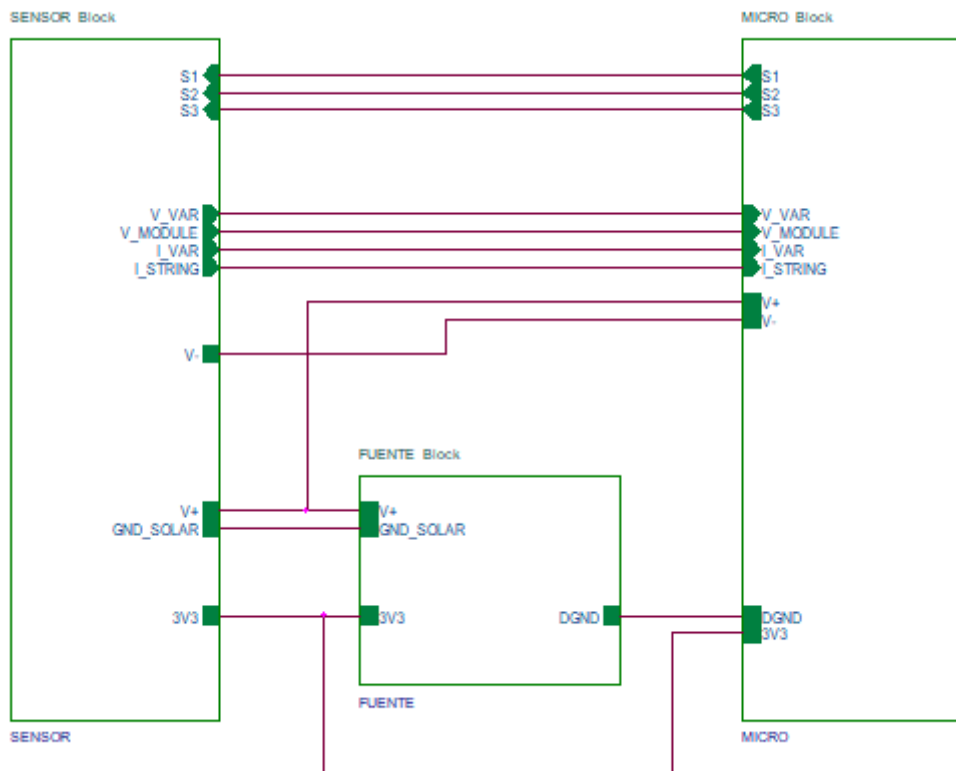 SENSOR Block
S1
S2
S3
V_VAR
V_MODULE
I_VAR
I_STRING
V-
V+
GND_SOLAR
3V3
SENSOR
FUENTE Block
V+
GND_SOLAR
3V3
DGND
FUENTE
MICRO Block
S1
S2
S3
V_VAR
V_MODULE
I_VAR
I_STRING
V+
V-
DGND
3V3
MICRO